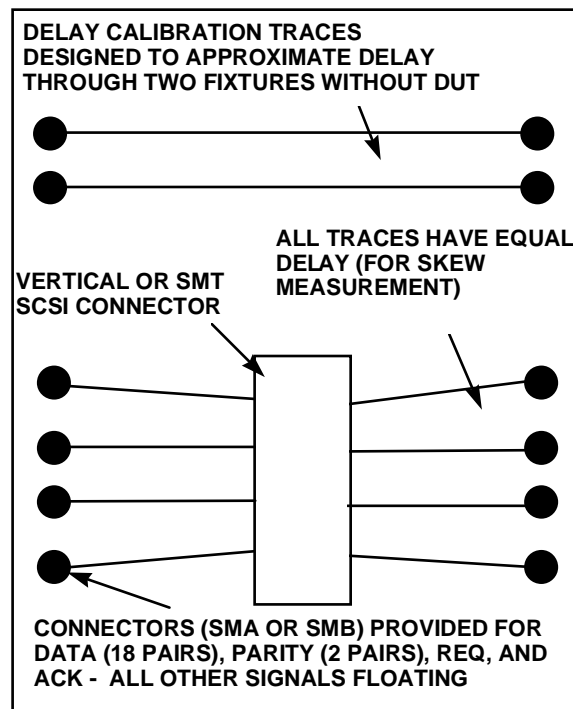 DELAY CALIBRATION TRACES
DESIGNED TO APPROXIMATE DELAY
THROUGH TWO FIXTURES WITHOUT DUT
ALL TRACES HAVE EQUAL
DELAY (FOR SKEW
MEASUREMENT)
VERTICAL OR SMT
SCSI CONNECTOR
CONNECTORS (SMA OR SMB) PROVIDED FOR
DATA (18 PAIRS), PARITY (2 PAIRS), REQ, AND
ACK - ALL OTHER SIGNALS FLOATING